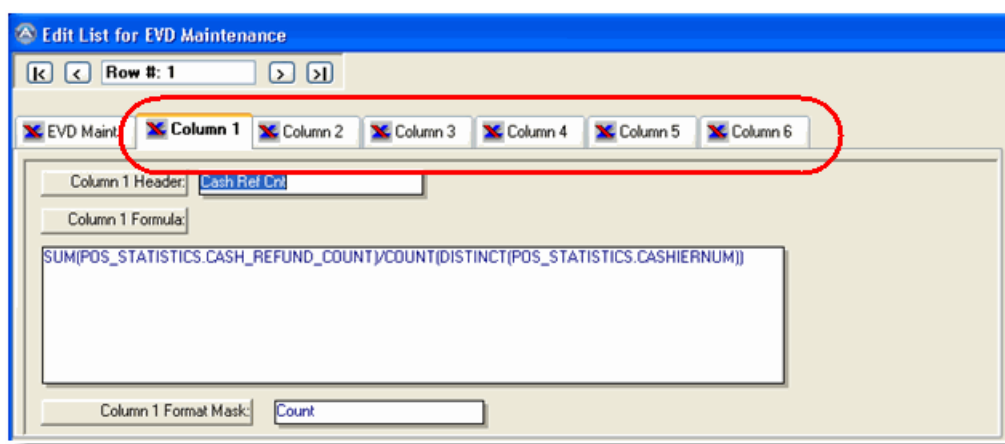 Edit List for EVD Maintenance
Row #: 1
EVD Maint. Column 1 Column 2 Column 3 Column 4 Column 5 Column 6
Column 1 Header: Cash Ref Cnt
Column 1 Formula:
SUM(POS_STATISTICS.CASH_REFUND_COUNT)/COUNT(DISTINCT(POS_STATISTICS.CASHIERNUM))
Column 1 Format Mask: Count